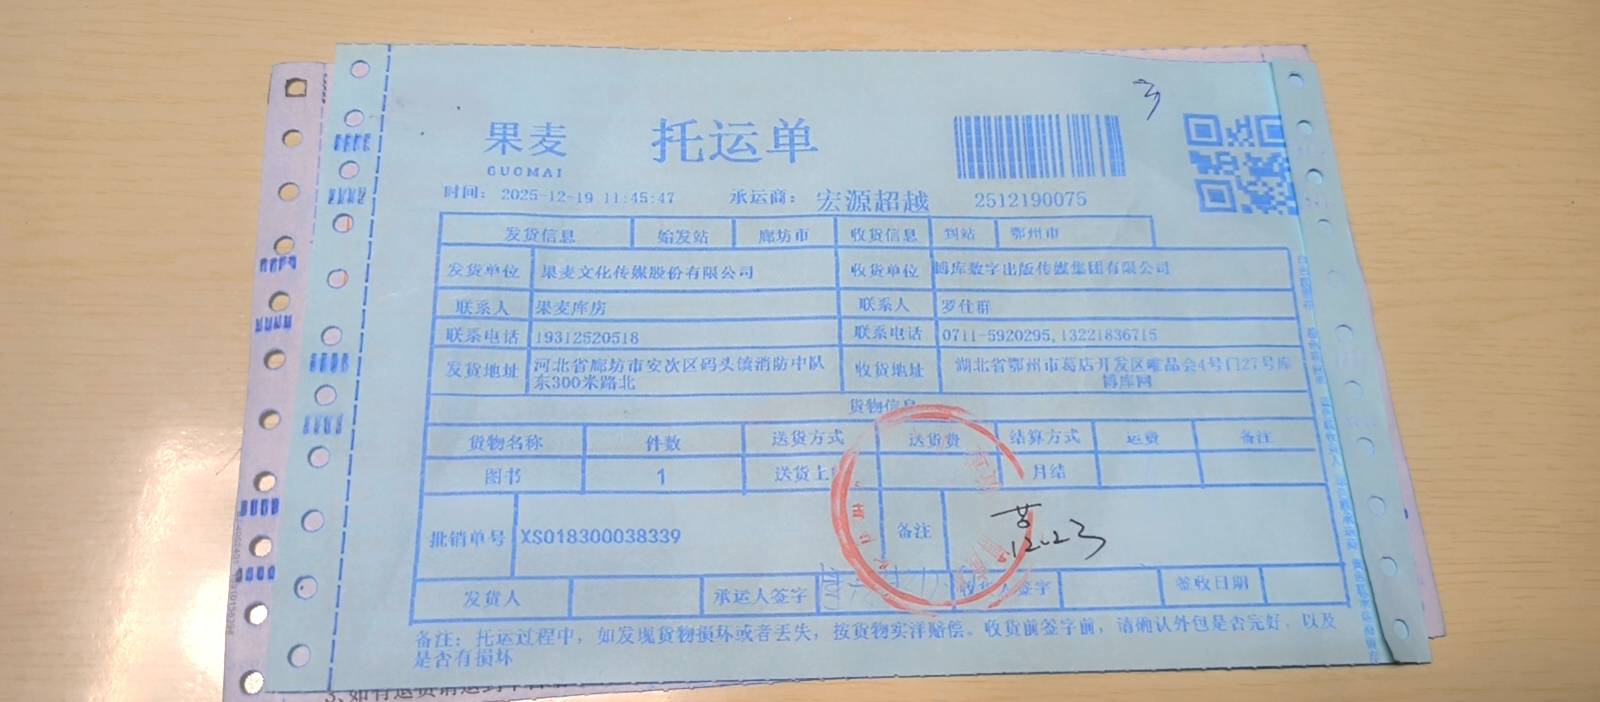 果麦 托运单
GUOMAI
时间: 2025-12-19 11:45:47 承运商: 宏源超越 2512190075
发货信息 始发站 廊坊市 收货信息 到站 鄂州市
发货单位 果麦文化传媒股份有限公司 收货单位 博库数字出版传媒集团有限公司
联系人 果麦库房 联系人 罗仕群
联系电话 19312520518 联系电话 0711-5920295,13221836715
发货地址 河北省廊坊市安次区码头镇消防中队东300米路北 收货地址 湖北省鄂州市葛店开发区唯品会4号门27号库博库网
货物信息
货物名称 件数 送货方式 送货费 结算方式 运费 备注
图书 1 送货上 月结
批销单号 XS018300038339 备注
12.23
发货人 承运人签字 收货人签字 签收日期
备注: 托运过程中, 如发现货物损坏或者丢失, 按货物实洋赔偿。收货前签字前, 请确认外包是否完好, 以及
是否有损坏